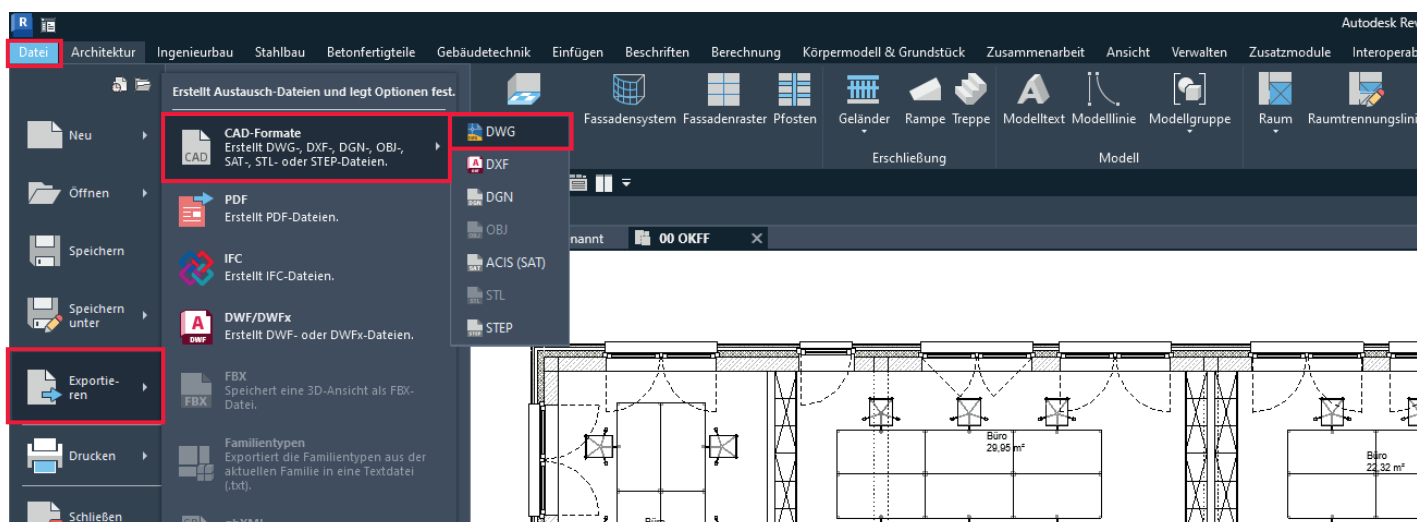 R
Autodesk Rev
Datei Architektur Ingenieurbau Stahlbau Betonfertigteile Gebäudetechnik Einfügen Beschriften Berechnung Körpermodell & Grundstück Zusammenarbeit Ansicht Verwalten Zusatzmodule Interoperab
Erstellt Austausch-Dateien und legt Optionen fest.
Neu
Öffnen
Speichern
Speichern
unter
Exportie-
ren
Drucken
Schließen
CAD
CAD-Formate
Erstellt DWG-, DXF-, DGN-, OBJ-,
SAT-, STL- oder STEP-Dateien.
PDF
Erstellt PDF-Dateien.
IFC
Erstellt IFC-Dateien.
A
DWF
DWF/DWFx
Erstellt DWF- oder DWFx-Dateien.
FBX
FBX
Speichert eine 3D-Ansicht als FBX-
Datei.
Familientypen
Exportiert die Familientypen aus der
aktuellen Familie in eine Textdatei
(.txt).
gbXML
DWG
DXF
DGN
OBJ
ACIS (SAT)
STL
STEP
Fassadensystem Fassadenraster Pfosten Geländer Rampe Treppe Modelltext Modelllinie Modellgruppe Raum Raumtrennungslini
Erschließung Modell
nannt 00 OKFF
Büro
29,95 m²
Büro
22,32 m²
Büro